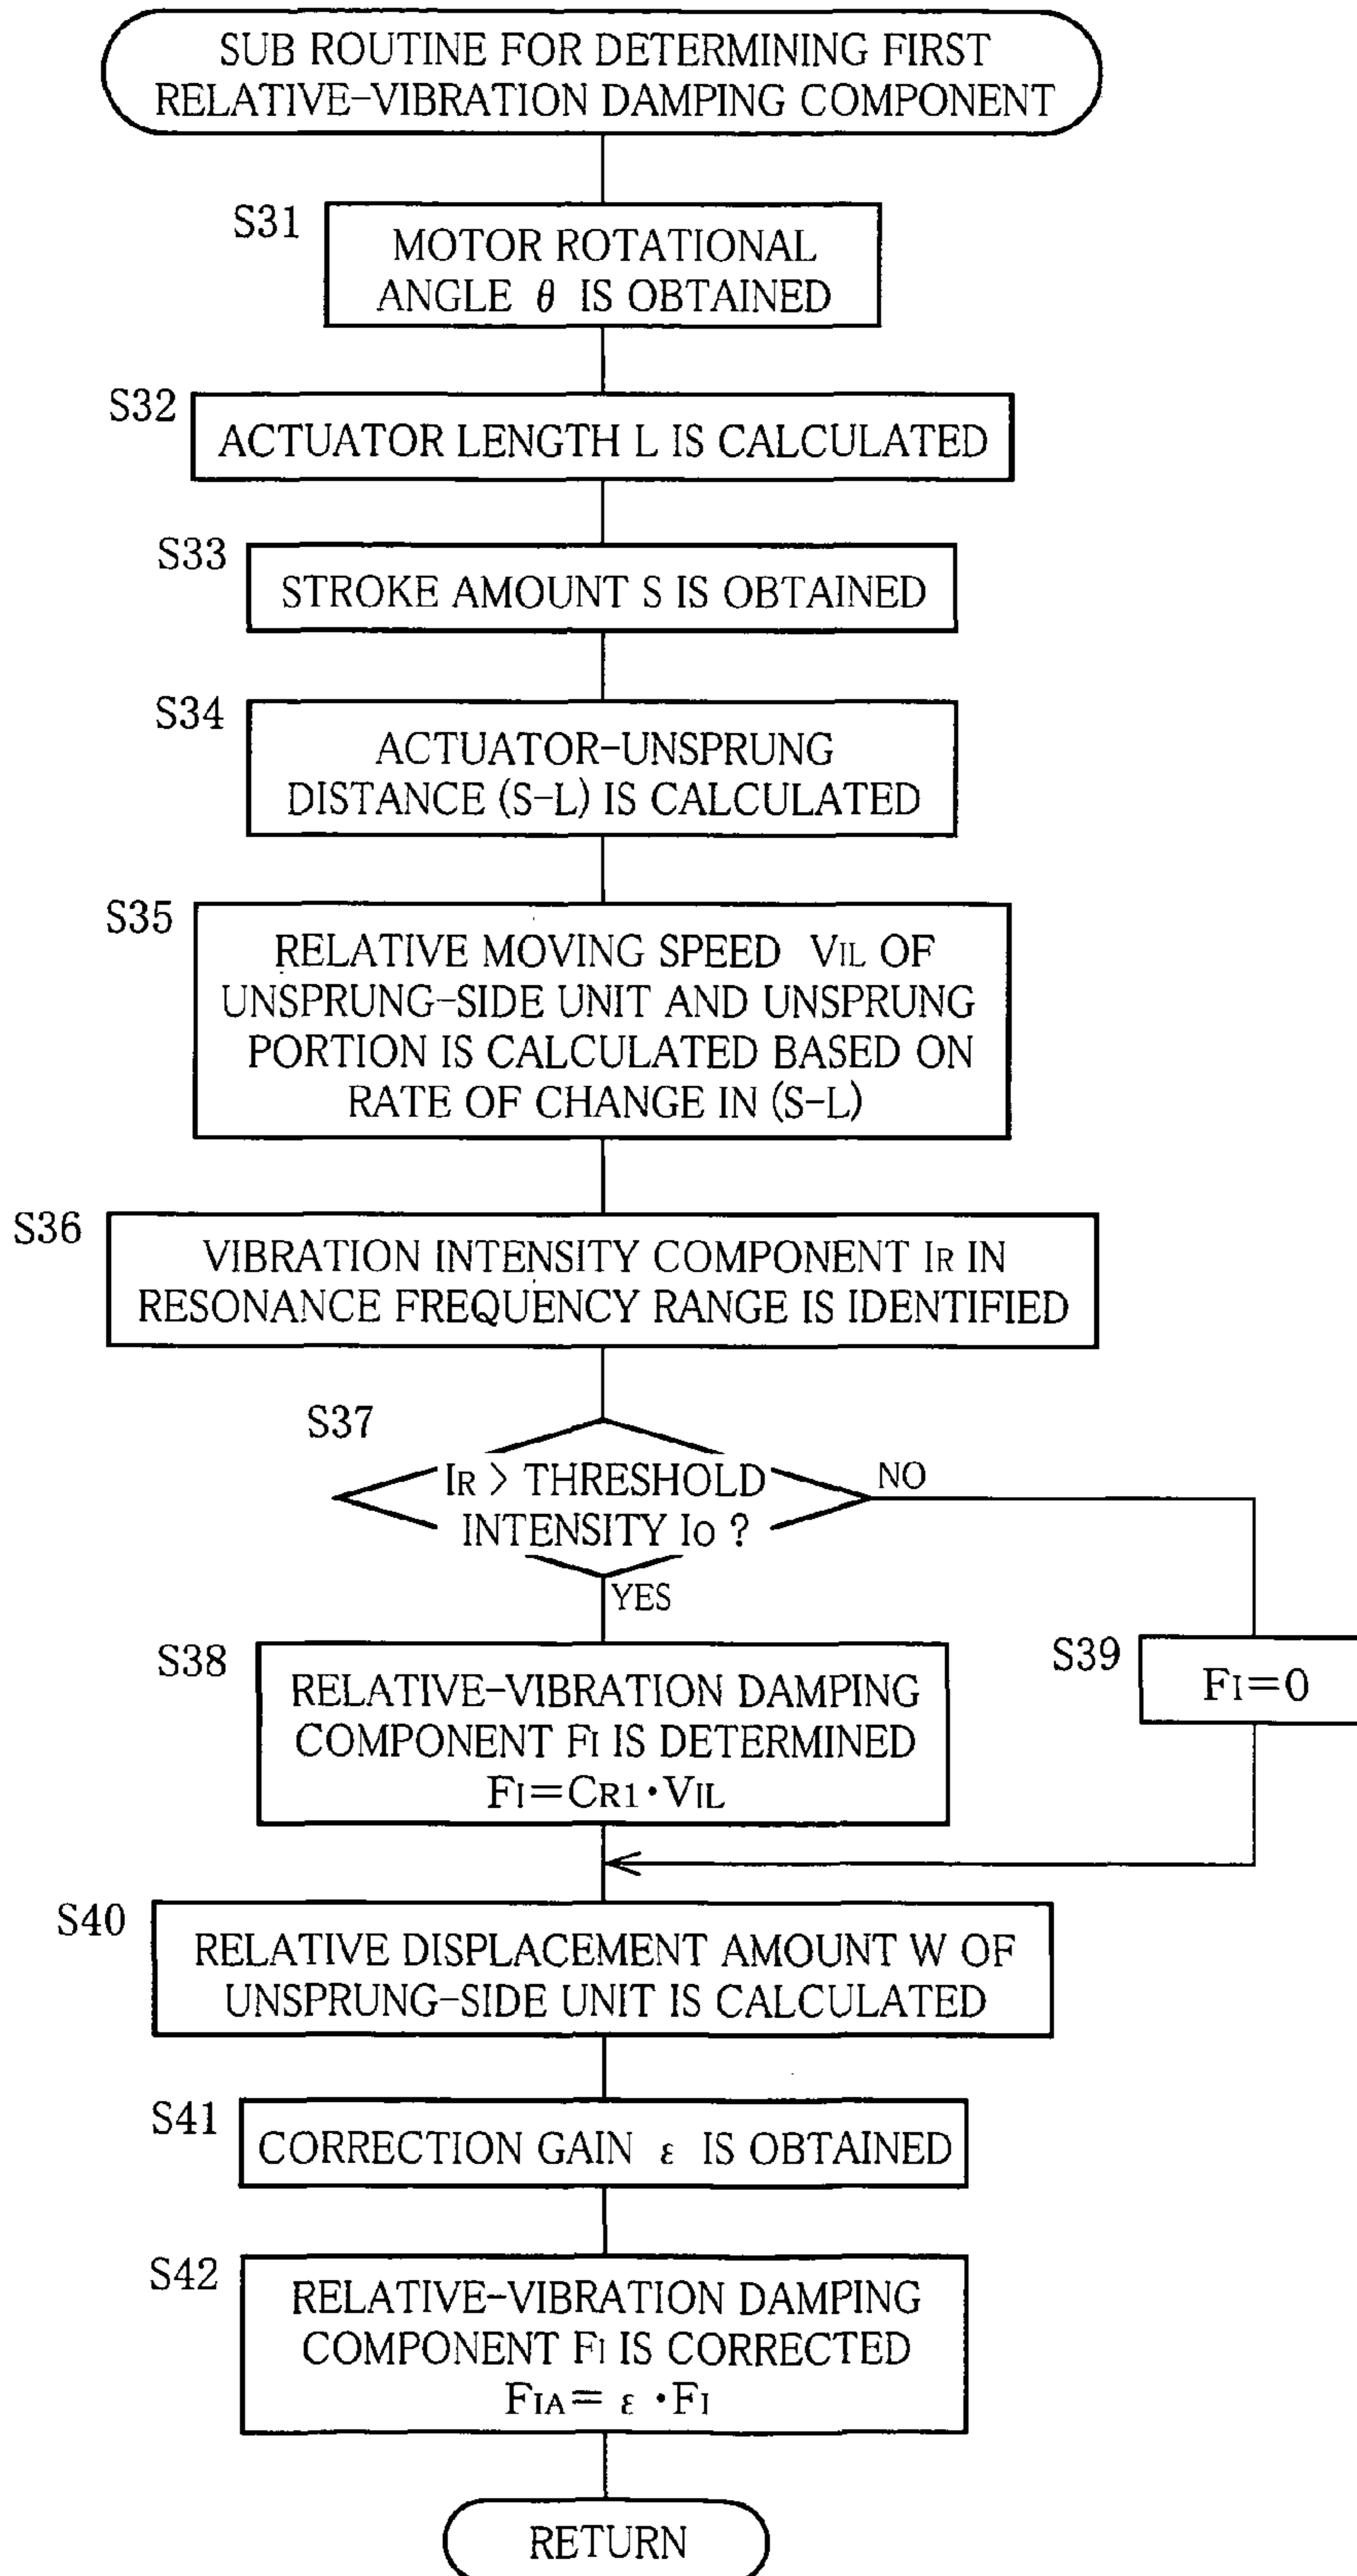 SUB ROUTINE FOR DETERMINING FIRST
RELATIVE-VIBRATION DAMPING COMPONENT
S31
MOTOR ROTATIONAL
ANGLE θ IS OBTAINED
S32
ACTUATOR LENGTH L IS CALCULATED
S33
STROKE AMOUNT S IS OBTAINED
S34
ACTUATOR-UNSPRUNG
DISTANCE (S-L) IS CALCULATED
S35
RELATIVE MOVING SPEED VIL OF
UNSPRUNG-SIDE UNIT AND UNSPRUNG
PORTION IS CALCULATED BASED ON
RATE OF CHANGE IN (S-L)
S36
VIBRATION INTENSITY COMPONENT IR IN
RESONANCE FREQUENCY RANGE IS IDENTIFIED
S37
IR > THRESHOLD
INTENSITY IO ?
NO
YES
S38
RELATIVE-VIBRATION DAMPING
COMPONENT FI IS DETERMINED
FI=CR1·VIL
S39
FI=0
S40
RELATIVE DISPLACEMENT AMOUNT W OF
UNSPRUNG-SIDE UNIT IS CALCULATED
S41
CORRECTION GAIN ε IS OBTAINED
S42
RELATIVE-VIBRATION DAMPING
COMPONENT FI IS CORRECTED
FIA= ε ·FI
RETURN